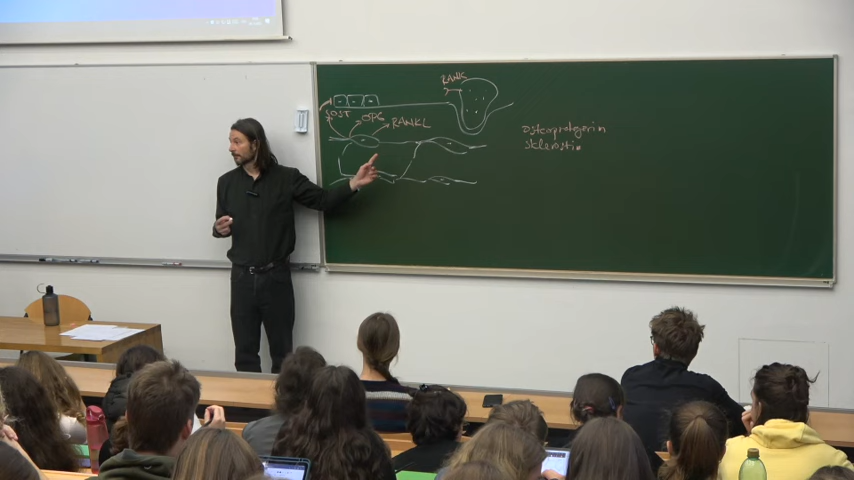 RANK
OST
OPG
RANKL
osteoprotegerin
sklerostin